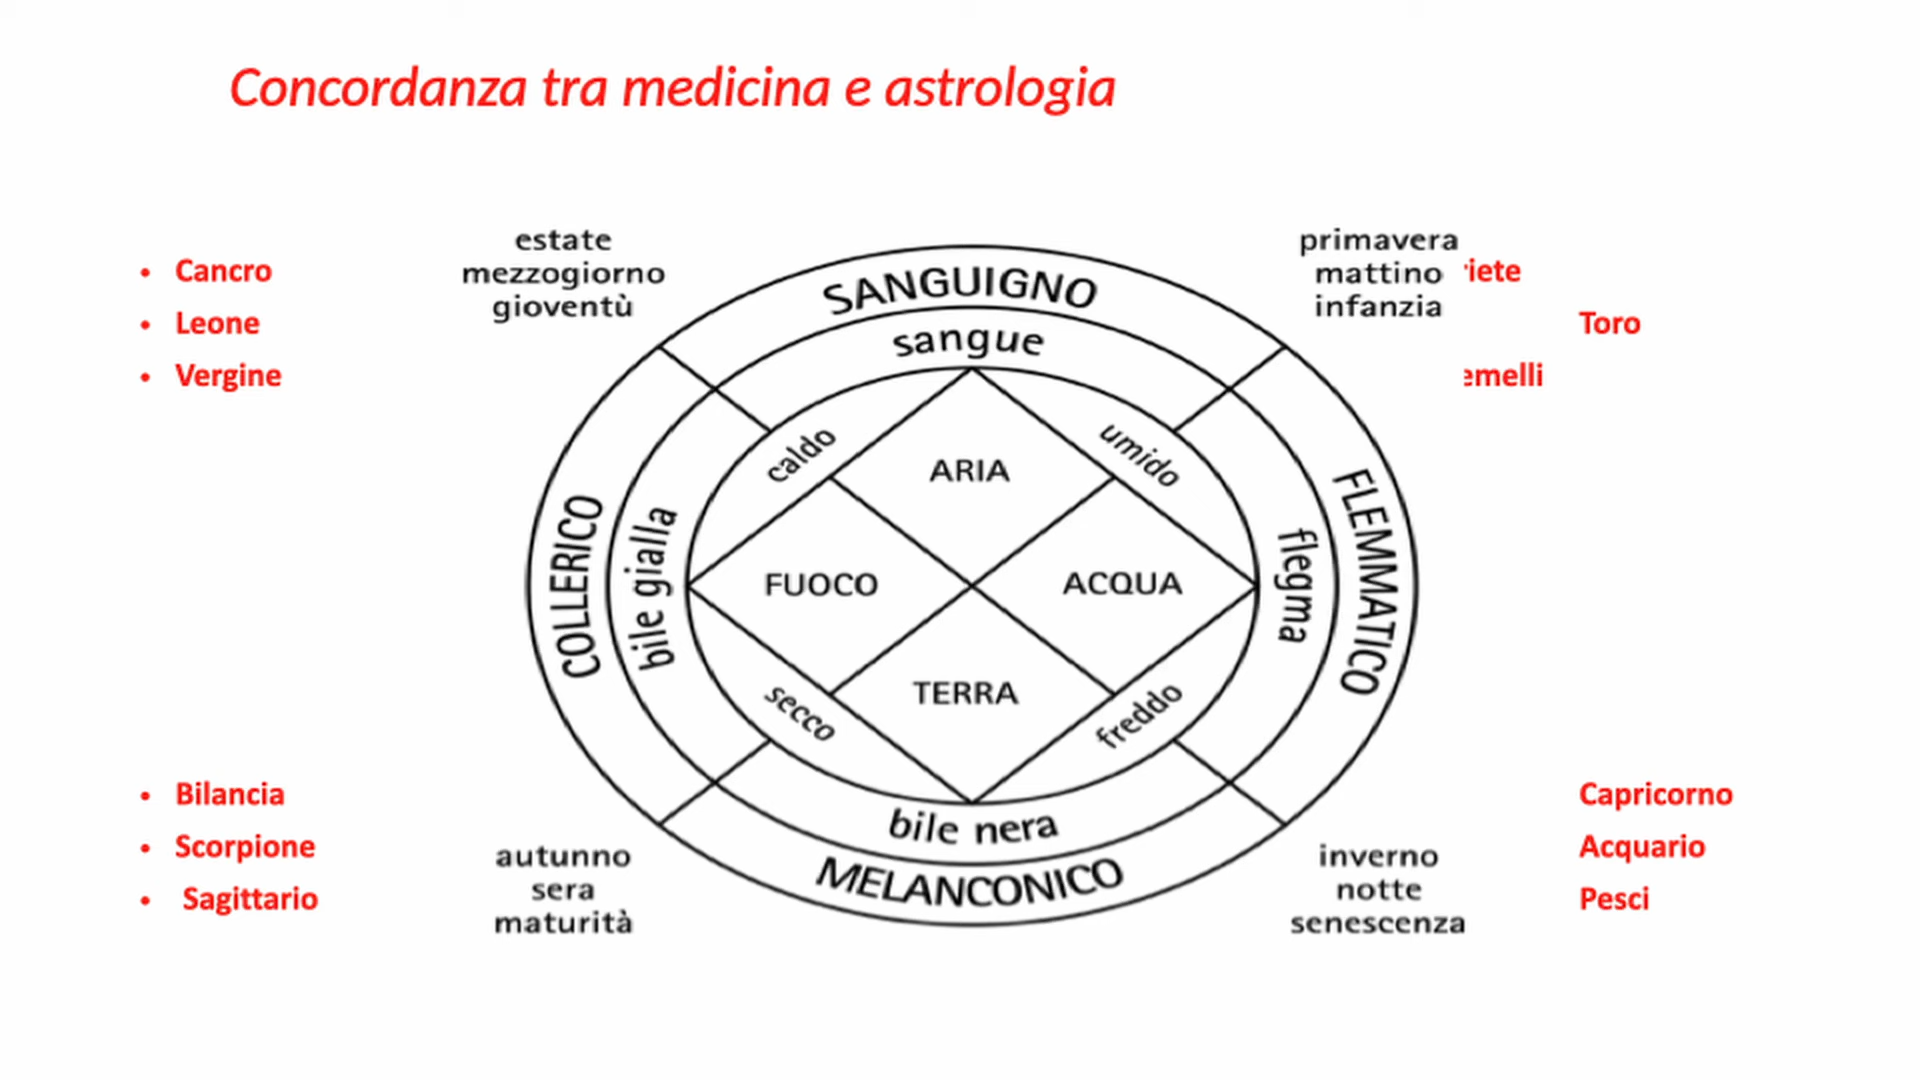 Concordanza tra medicina e astrologia
• Cancro
• Leone
• Vergine
estate
mezzogiorno
gioventù
primavera
mattino
infanzia
riete
Toro
emelli
SANGUIGNO
sangue
caldo
umido
ARIA
COLLERICO
bile gialla
FUOCO
ACQUA
flegma
FLEMMATICO
TERRA
secco
freddo
bile nera
MELANCONICO
• Bilancia
• Scorpione
• Sagittario
autunno
sera
maturità
inverno
notte
senescenza
Capricorno
Acquario
Pesci